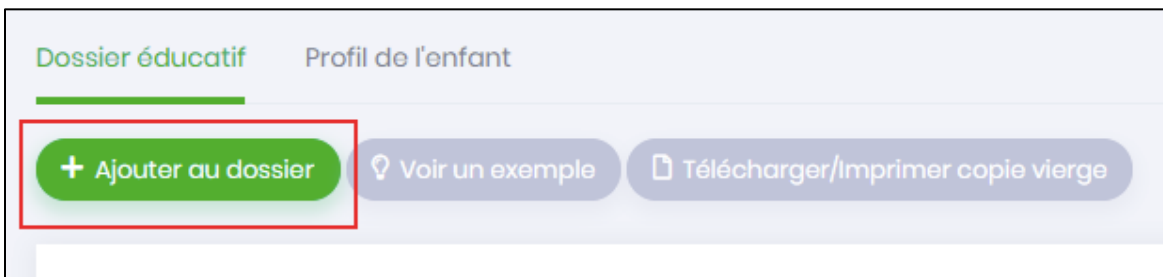 Dossier éducatif Profil de l'enfant
+ Ajouter au dossier Voir un exemple Télécharger/Imprimer copie vierge